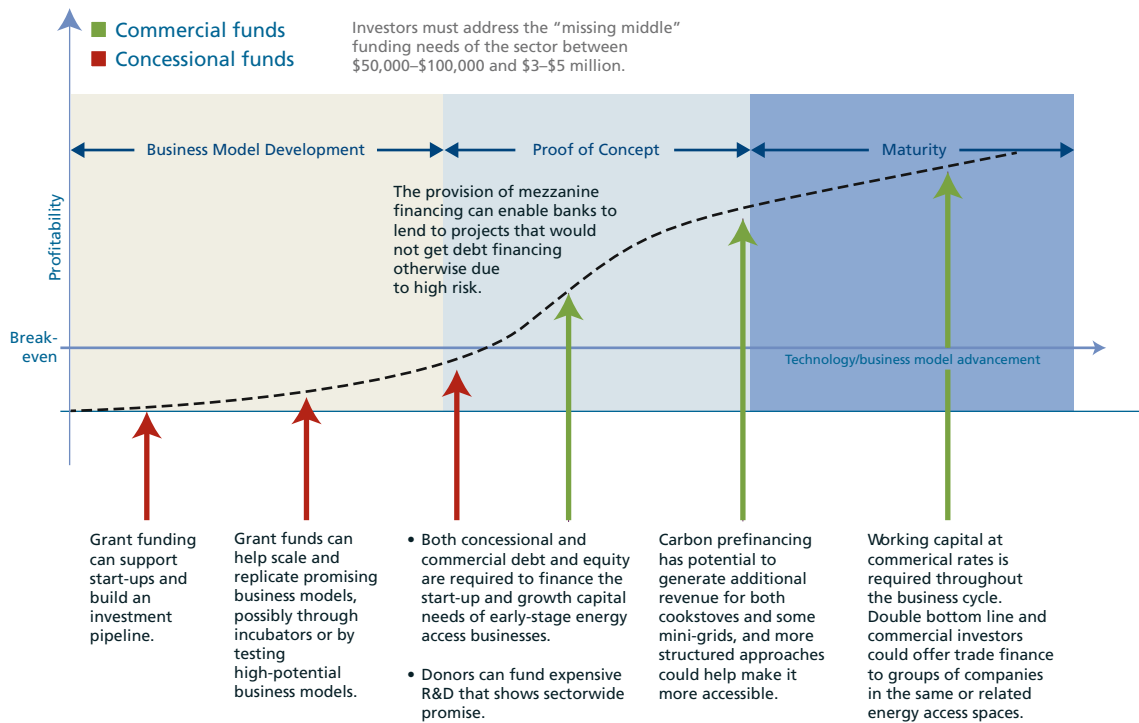 Commercial funds
Concessional funds
Investors must address the “missing middle”
funding needs of the sector between
$50,000–$100,000 and $3–$5 million.
Business Model Development
Proof of Concept
Maturity
The provision of mezzanine
financing can enable banks to
lend to projects that would
not get debt financing
otherwise due
to high risk.
Profitability
Break-
even
Technology/business model advancement
Grant funding
can support
start-ups and
build an
investment
pipeline.
Grant funds can
help scale and
replicate promising
business models,
possibly through
incubators or by
testing
high-potential
business models.
• Both concessional and
commercial debt and equity
are required to finance the
start-up and growth capital
needs of early-stage energy
access businesses.
• Donors can fund expensive
R&D that shows sectorwide
promise.
Carbon prefinancing
has potential to
generate additional
revenue for both
cookstoves and some
mini-grids, and more
structured approaches
could help make it
more accessible.
Working capital at
commerical rates is
required throughout
the business cycle.
Double bottom line and
commercial investors
could offer trade finance
to groups of companies
in the same or related
energy access spaces.